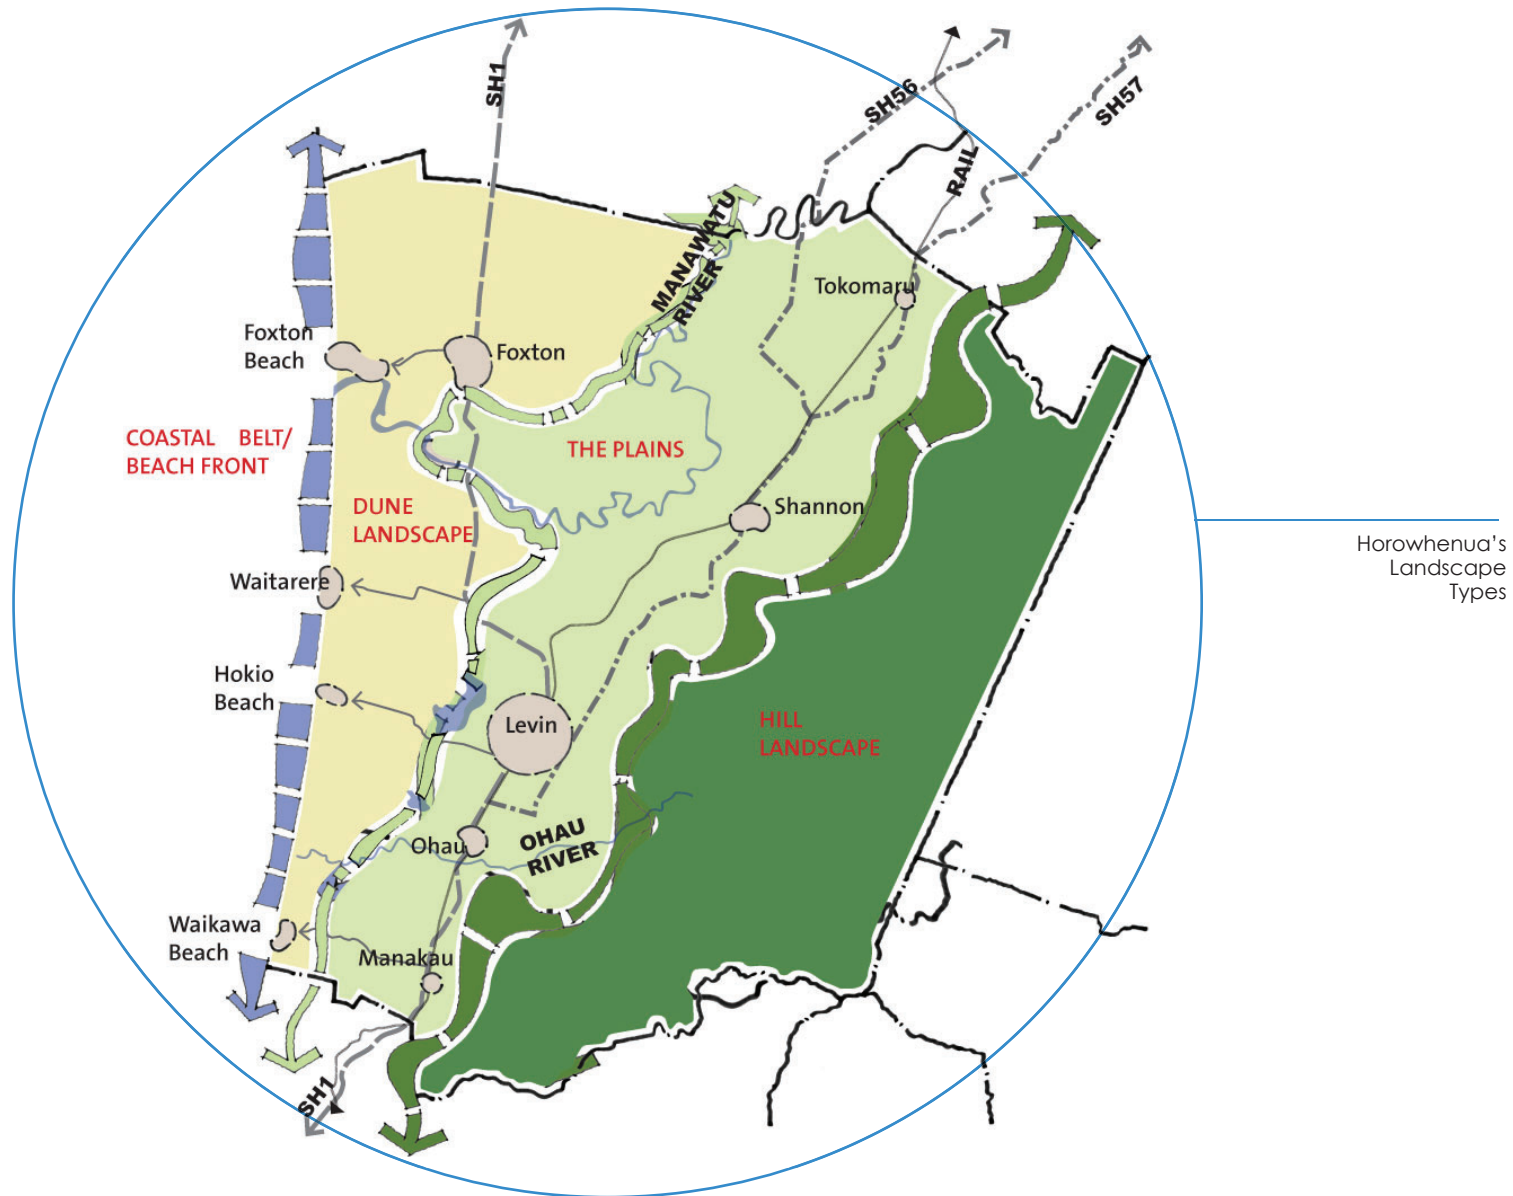 SH1
SH56
SH57
RAIL
MANAWATU
RIVER
Tokomaru
Foxton
Beach
Foxton
COASTAL BELT/
BEACH FRONT
THE PLAINS
DUNE
LANDSCAPE
Shannon
Horowhenua's
Landscape
Types
Waitarere
Hokio
Beach
Levin
HILL
LANDSCAPE
Ohau
OHAU
RIVER
Waikawa
Beach
Manakau
SH1